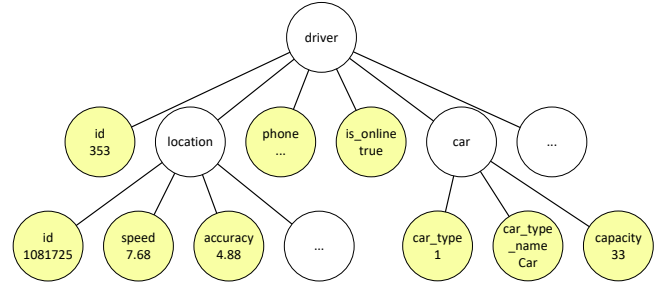 driver
id
353
location
phone
...
is_online
true
car
...
id
1081725
speed
7.68
accuracy
4.88
...
car_type
1
car_type
_name
Car
capacity
33